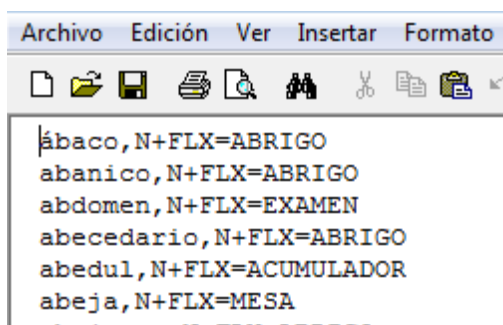 Archivo Edición Ver Insertar Formato
ábaco,N+FLX=ABRIGO
abanico,N+FLX=ABRIGO
abdomen,N+FLX=EXAMEN
abecedario,N+FLX=ABRIGO
abedul,N+FLX=ACUMULADOR
abeja,N+FLX=MESA